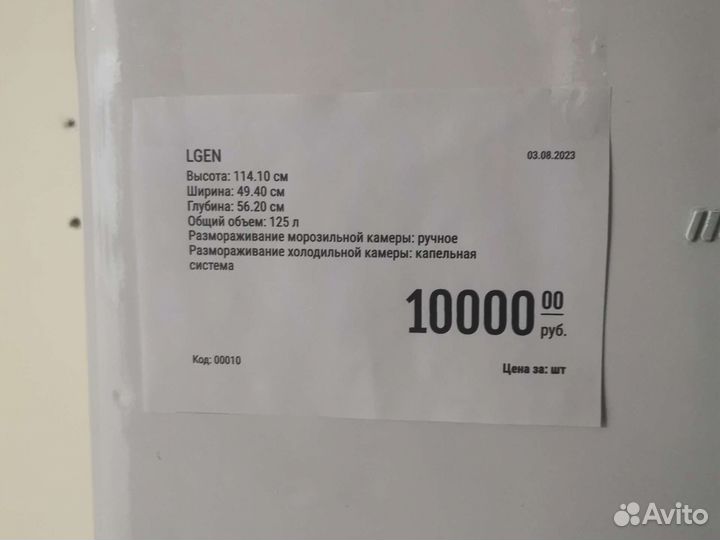 LGEN
03.08.2023
Высота: 114.10 см
Ширина: 49.40 см
Глубина: 56.20 см
Общий объем: 125 л
Размораживание морозильной камеры: ручное
Размораживание холодильной камеры: капельная
система
10000 00
руб.
Код: 00010
Цена за: шт
Avito